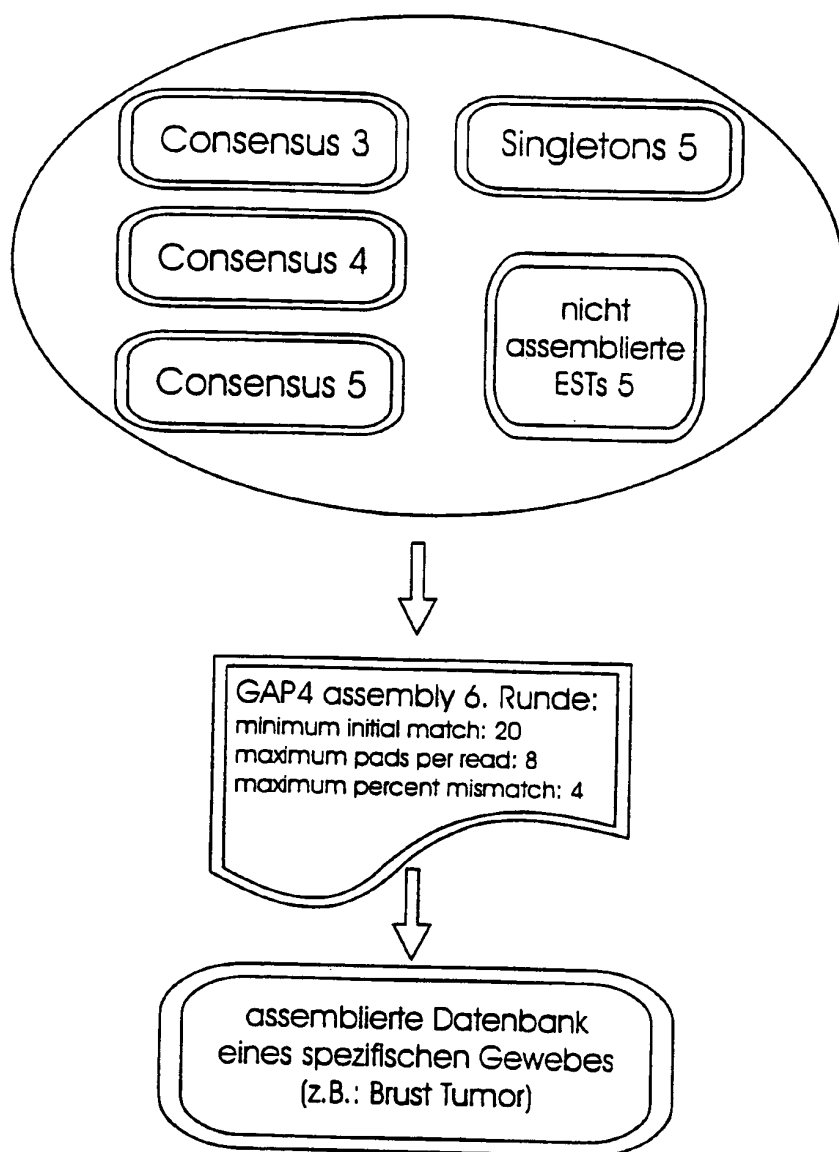 Consensus 3
Singletons 5
Consensus 4
nicht
assemblierte
ESTs 5
Consensus 5
GAP4 assembly 6. Runde:
minimum initial match: 20
maximum pads per read: 8
maximum percent mismatch: 4
assemblierte Datenbank
eines spezifischen Gewebes
(z.B.: Brust Tumor)